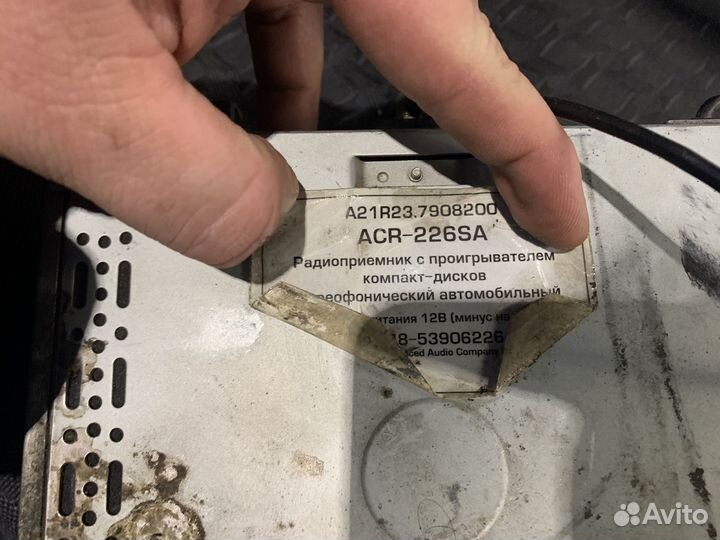 A21R23.7908200
ACR-226SA
Радиоприемник с проигрывателем
компакт-дисков
реофонический автомобильный
итания 12В (минус на
8-53906226
ced Audio Company
Avito